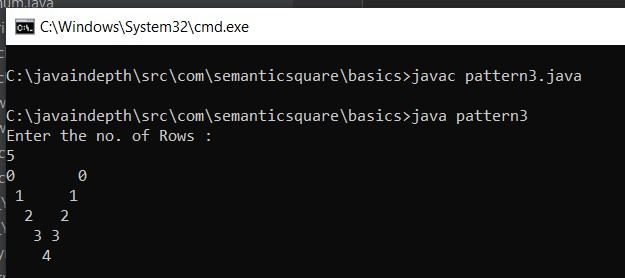 num.java
C:\Windows\System32\cmd.exe
C:\javaindepth\src\com\semanticsquare\basics>javac pattern3.java
C:\javaindepth\src\com\semanticsquare\basics>java pattern3
Enter the no. of Rows :
5
0       0
 1     1
  2   2
   3 3
    4